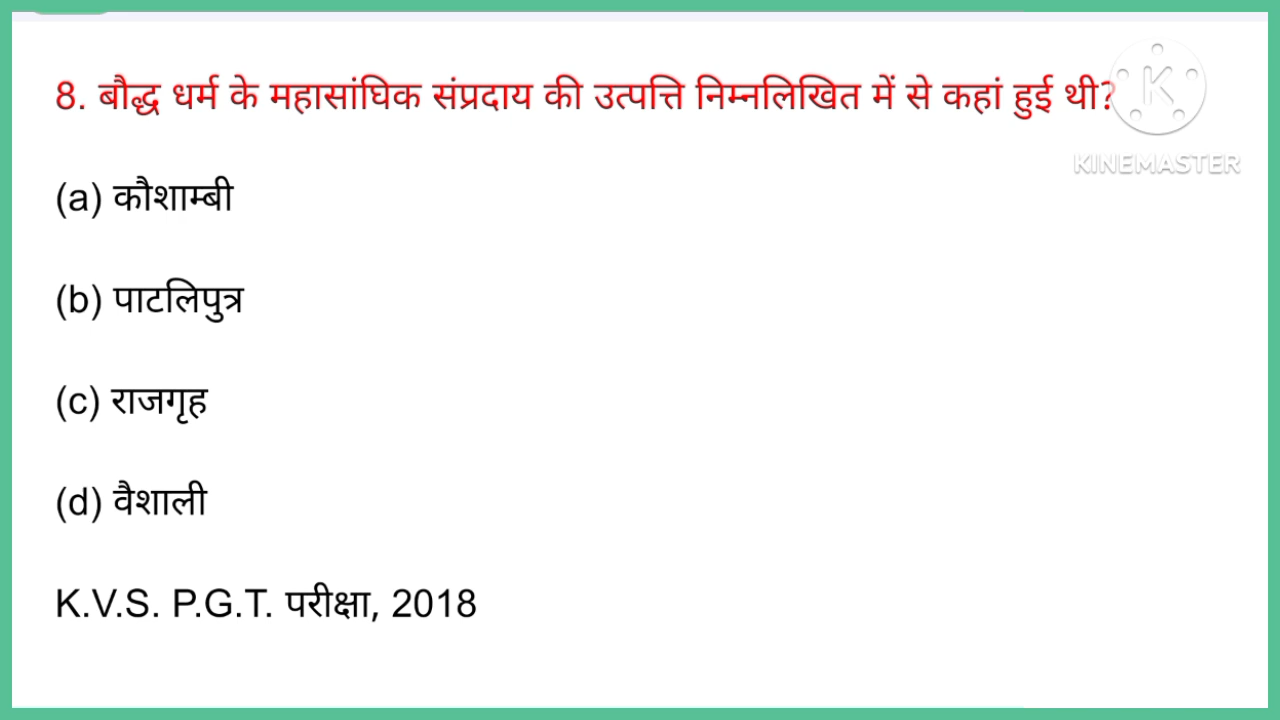 8. बौद्ध धर्म के महासांघिक संप्रदाय की उत्पत्ति निम्नलिखित में से कहां हुई थी?
K
KINEMASTER
(a) कौशाम्बी
(b) पाटलिपुत्र
(c) राजगृह
(d) वैशाली
K.V.S. P.G.T. परीक्षा, 2018